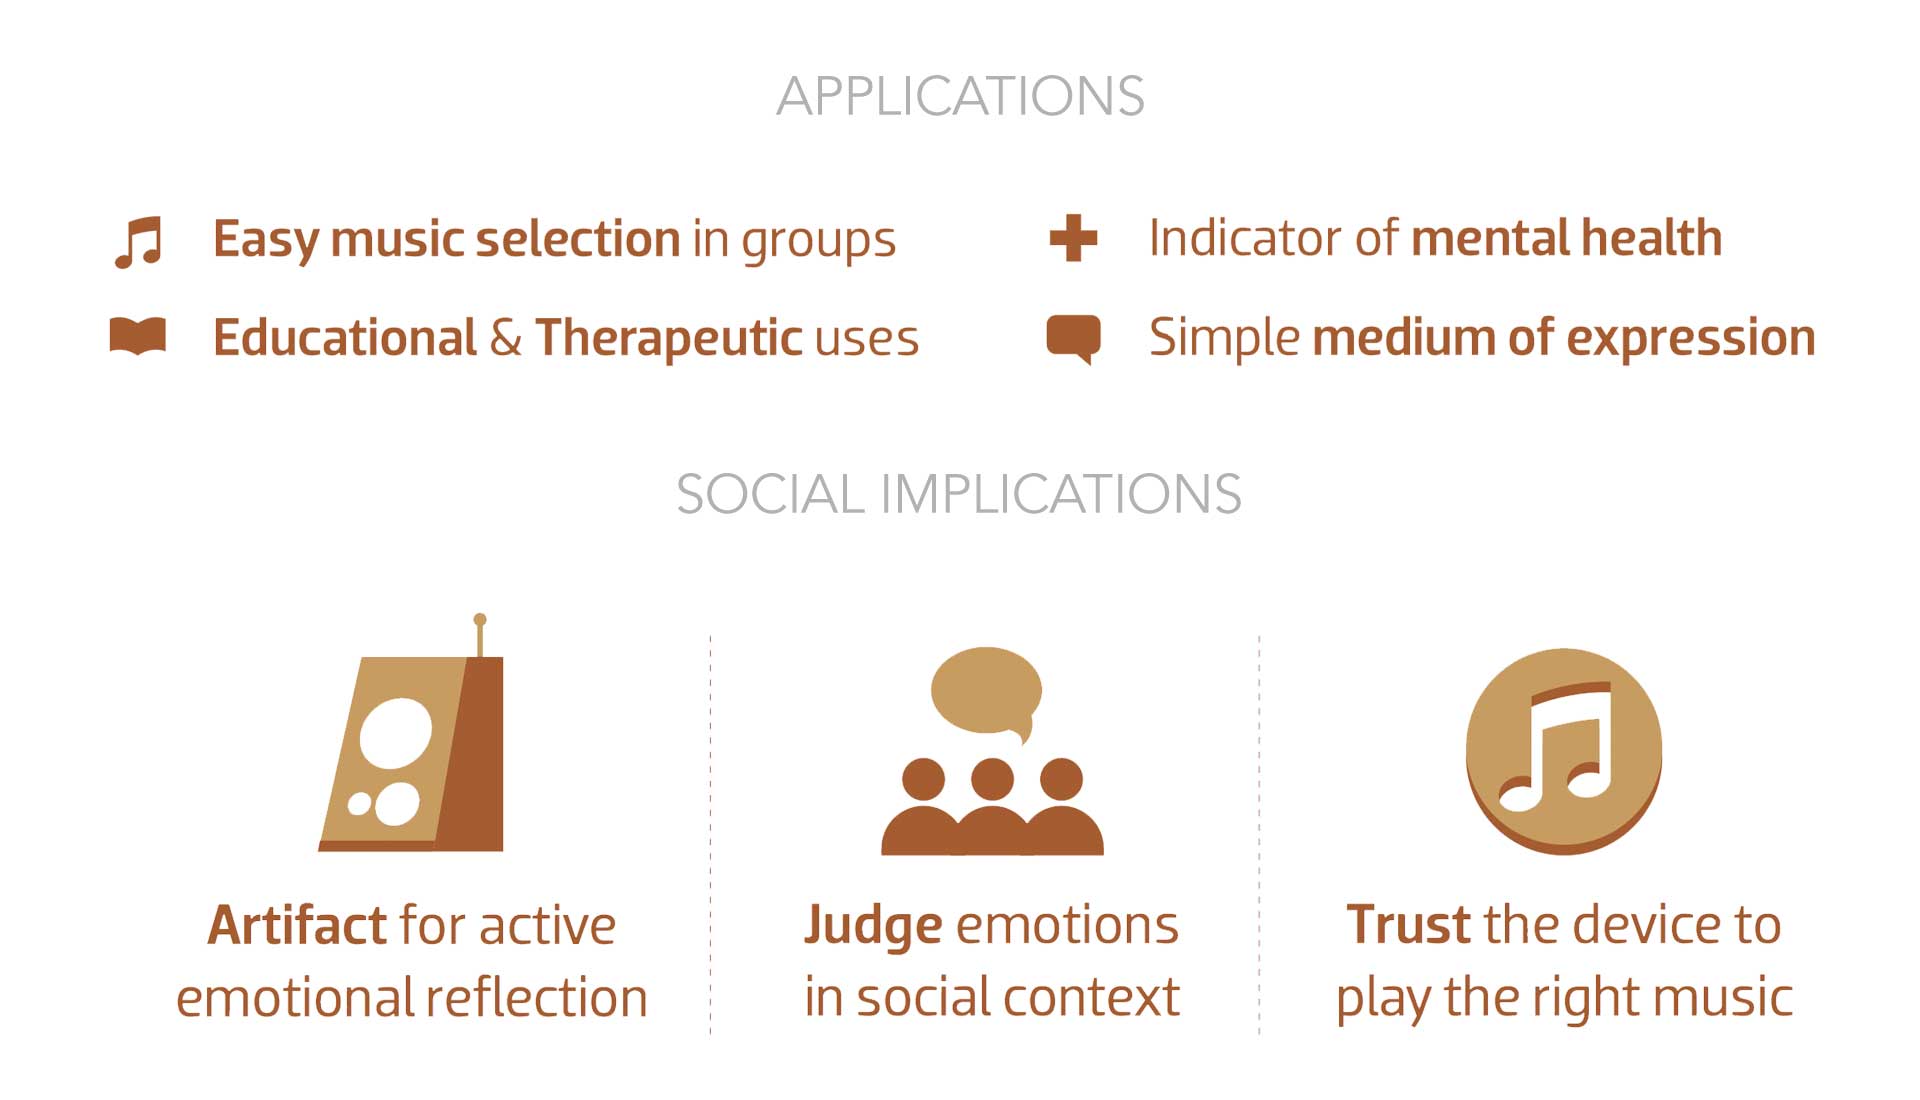 APPLICATIONS
Easy music selection in groups
Indicator of mental health
Educational & Therapeutic uses
Simple medium of expression
SOCIAL IMPLICATIONS
Artifact for active
emotional reflection
Judge emotions
in social context
Trust the device to
play the right music